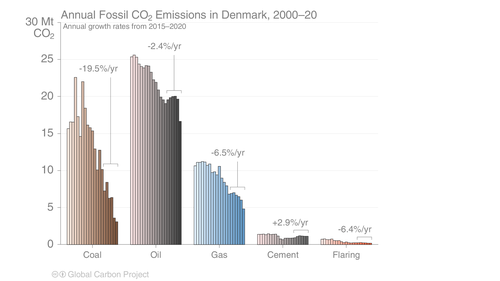 Annual Fossil CO₂ Emissions in Denmark, 2000–20
30 Mt
CO₂
Annual growth rates from 2015–2020
-2.4%/yr
-19.5%/yr
25
20
15
-6.5%/yr
10
5
+2.9%/yr
-6.4%/yr
0
Coal Oil Gas Cement Flaring
Global Carbon Project